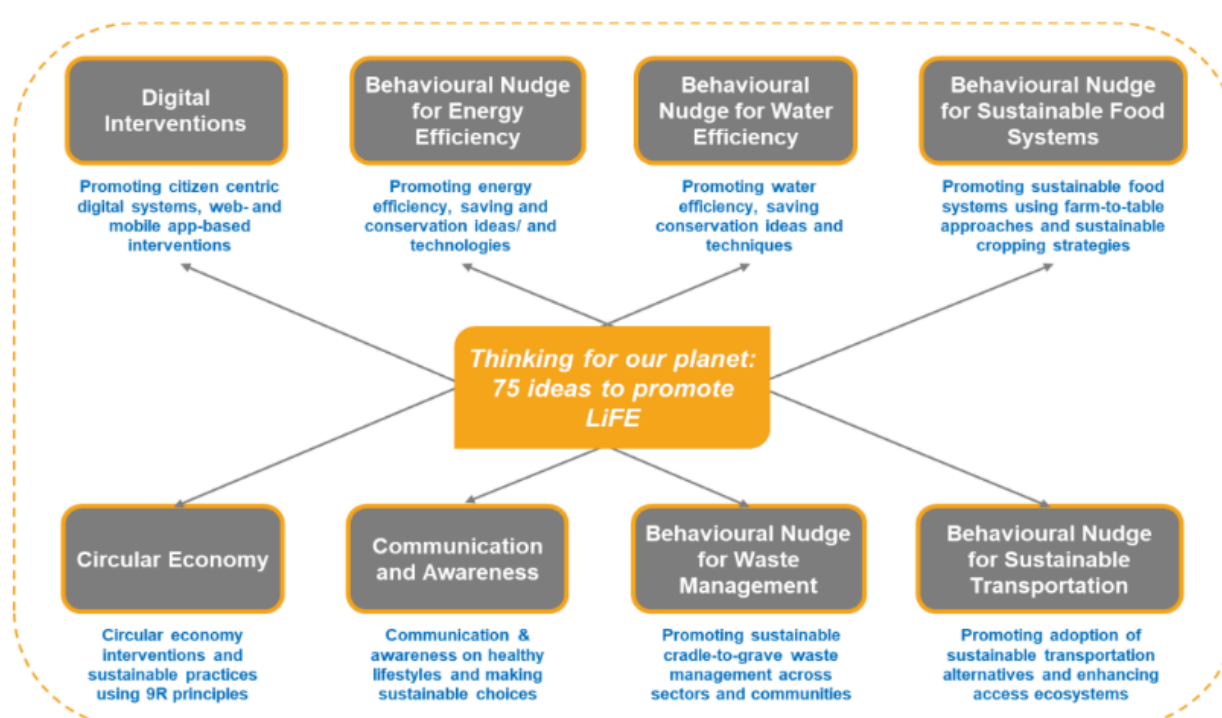 Digital
Interventions
Behavioural Nudge
for Energy
Efficiency
Behavioural
Nudge for Water
Efficiency
Behavioural Nudge
for Sustainable Food
Systems
Promoting citizen centric
digital systems, web- and
mobile app-based
interventions
Promoting energy
efficiency, saving and
conservation ideas/ and
technologies
Promoting water
efficiency, saving
conservation ideas and
techniques
Promoting sustainable food
systems using farm-to-table
approaches and sustainable
cropping strategies
Thinking for our planet:
75 ideas to promote
LiFE
Circular Economy
Communication
and Awareness
Behavioural Nudge
for Waste
Management
Behavioural Nudge
for Sustainable
Transportation
Circular economy
interventions and
sustainable practices
using 9R principles
Communication &
awareness on healthy
lifestyles and making
sustainable choices
Promoting sustainable
cradle-to-grave waste
management across
sectors and communities
Promoting adoption of
sustainable transportation
alternatives and enhancing
access ecosystems